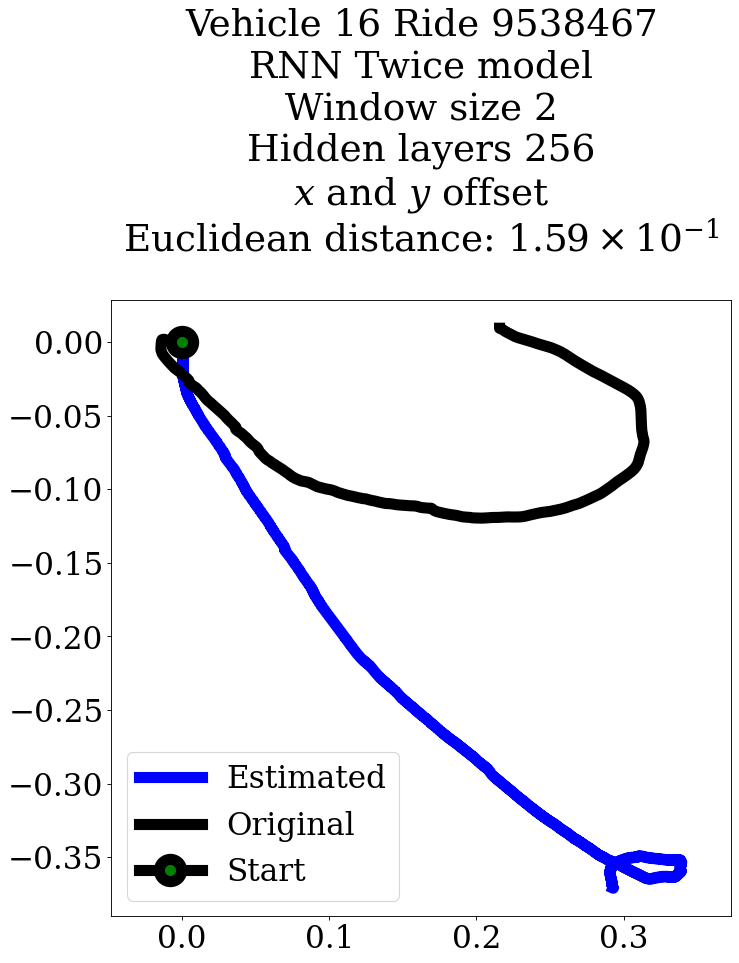 Vehicle 16 Ride 9538467
RNN Twice model
Window size 2
Hidden layers 256
x and y offset
Euclidean distance: 1.59 × 10⁻¹
0.00
−0.05
−0.10
−0.15
−0.20
−0.25
−0.30
−0.35
Estimated
Original
Start
0.0 0.1 0.2 0.3